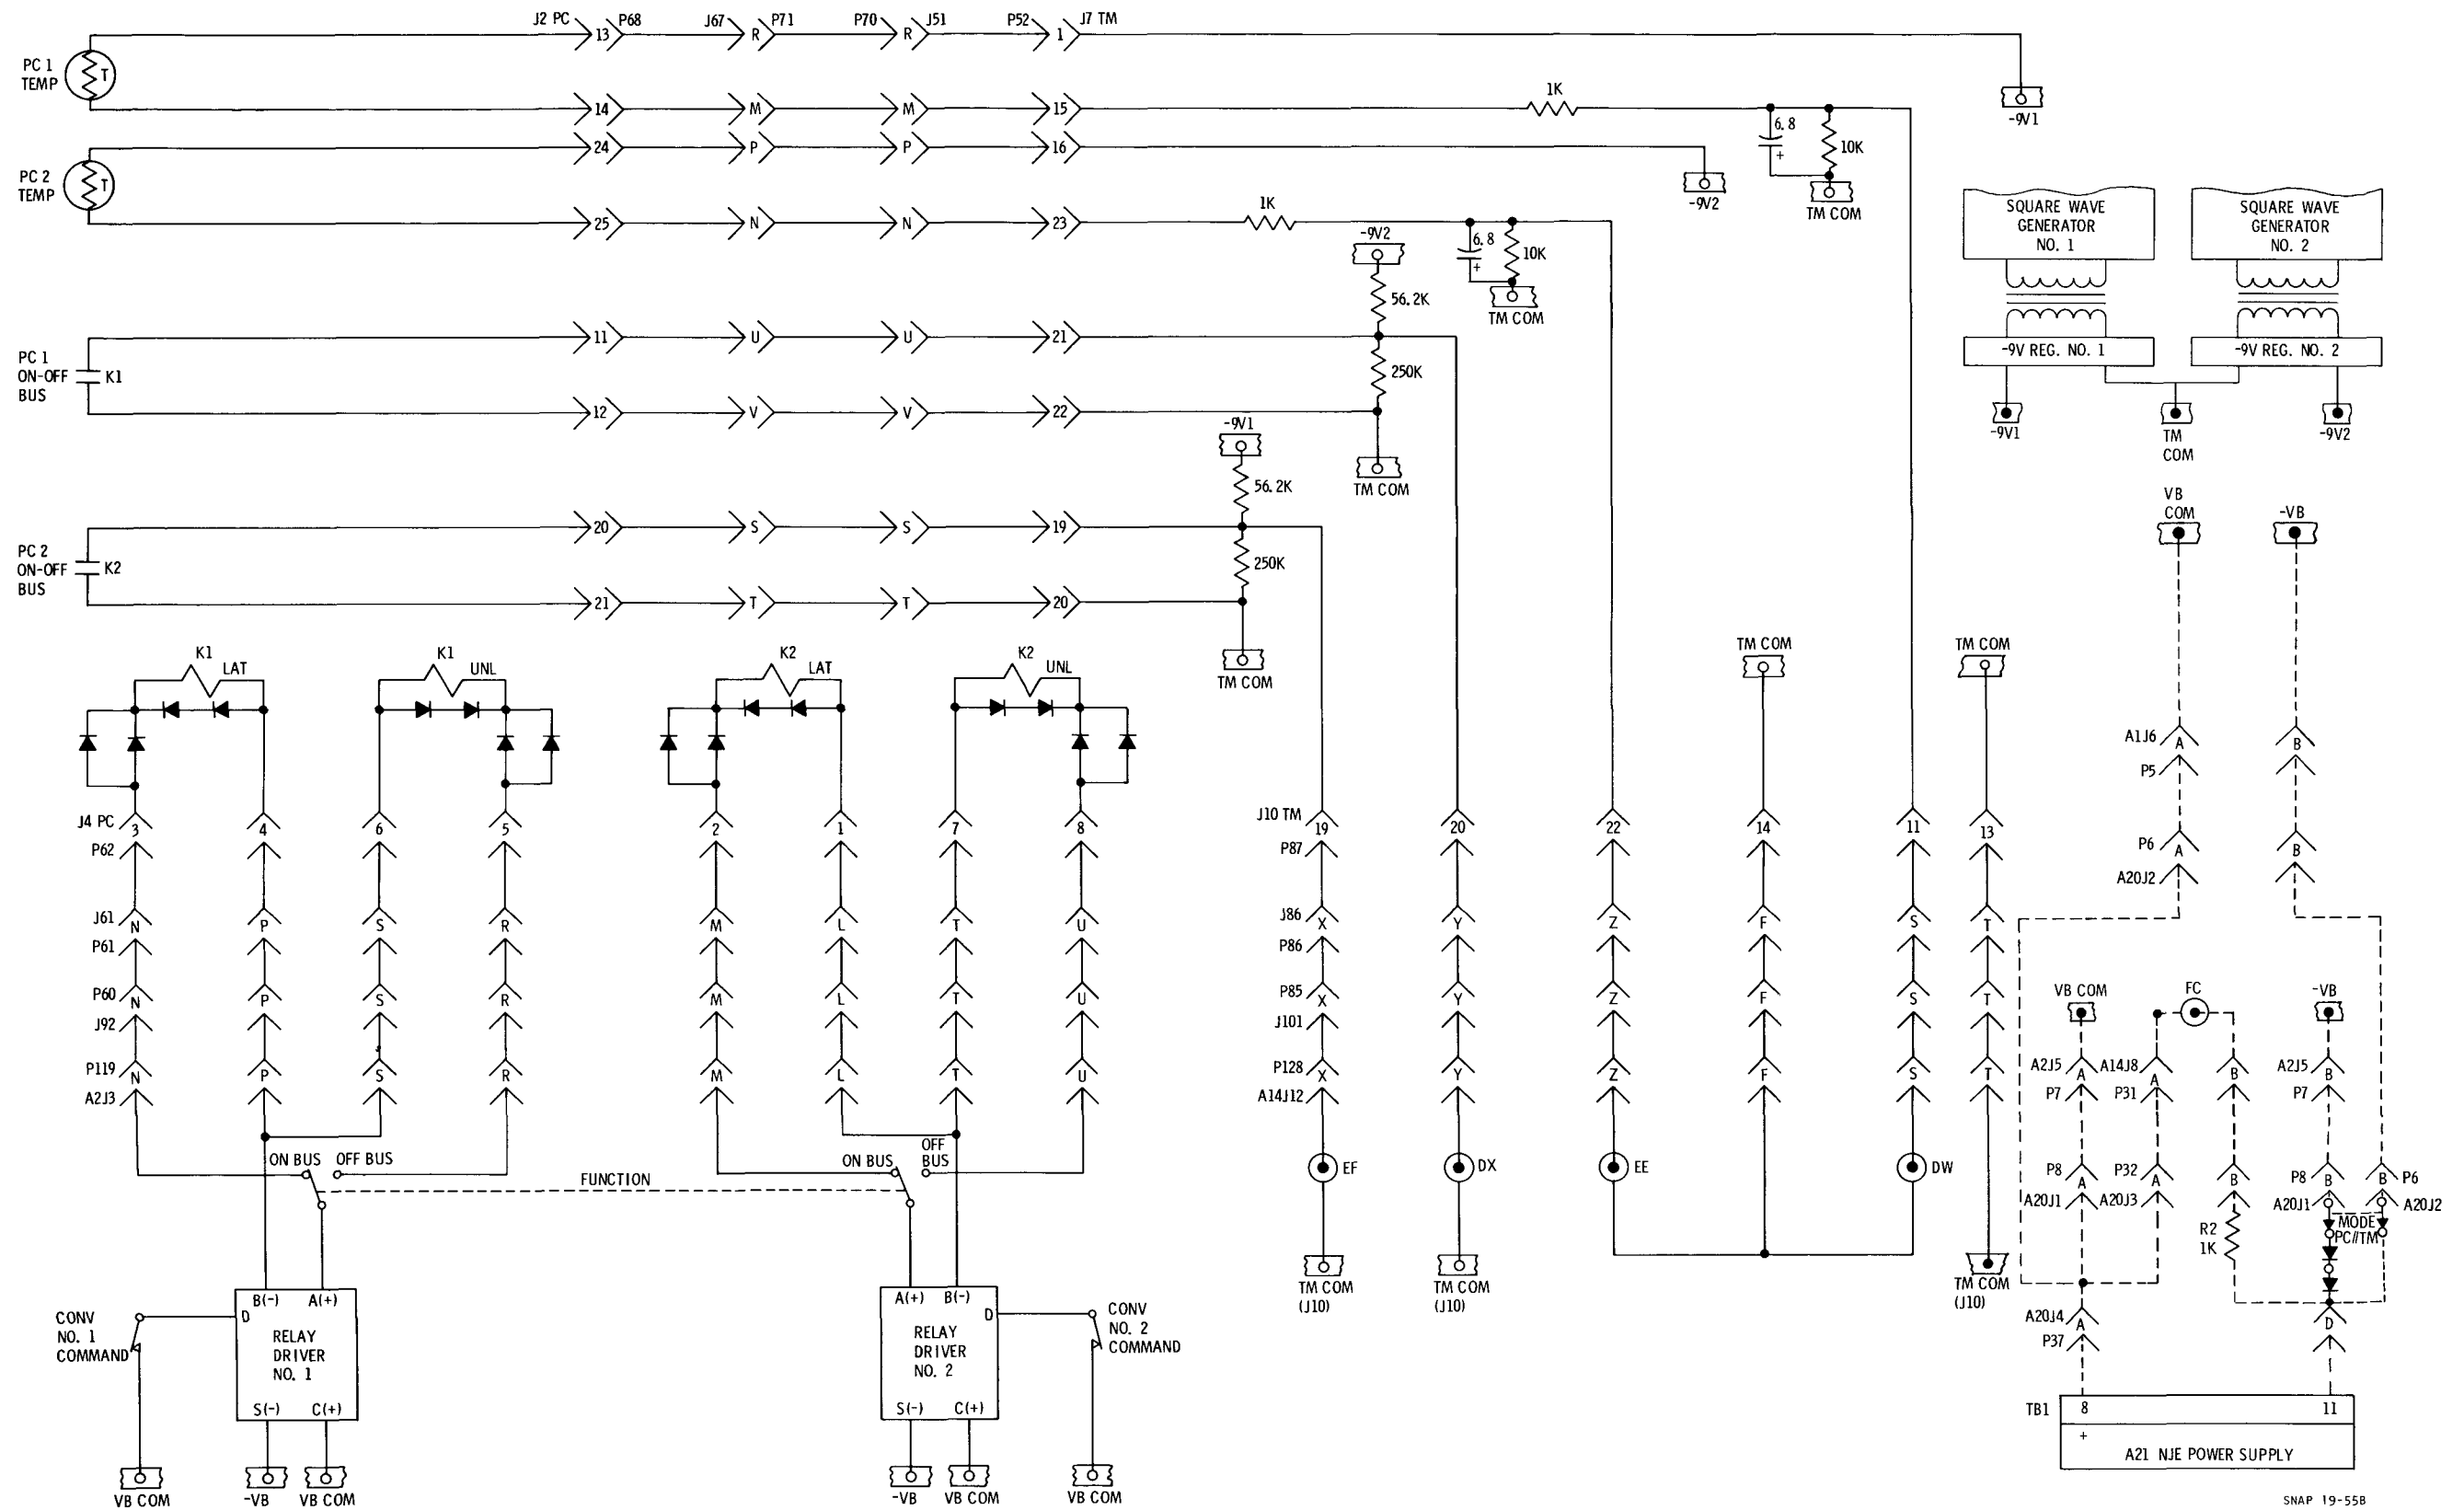 J2 PC 13 P68 J67 R P71 P70 R J51 P52 1 J7 TM
PC 1
TEMP
T
14 M M 15 1K
-9V1
6.8
+
10K
TM COM
24 P P 16
-9V2
PC 2
TEMP
T
25 N N 23 1K
6.8
+
10K
TM COM
SQUARE WAVE
GENERATOR
NO. 1
SQUARE WAVE
GENERATOR
NO. 2
-9V REG. NO. 1
-9V REG. NO. 2
-9V1
TM
COM
-9V2
-9V2
56.2K
11 U U 21
PC 1
ON-OFF
BUS
K1
250K
12 V V 22
TM COM
-9V1
56.2K
20 S S 19
PC 2
ON-OFF
BUS
K2
250K
21 T T 20
TM COM
VB
COM
-VB
K1
LAT
K1
UNL
K2
LAT
K2
UNL
TM COM
TM COM
A1J6 A B
P5
J4 PC 3 4 6 5 2 1 7 8
P62
J10 TM 19 20 22 14 11 13
P87
P6 A B
A20J2
J61 N P S R M L T U
P61
J86 X Y Z F S T
P86
P60 N P S R M L T U
J92
P85 X Y Z F S T
J101
P119 N P S R M L T U
A2J3
P128 X Y Z F S T
A14J12
VB COM
FC
-VB
A2J5 A A14J8 A B A2J5 B
P7 P31 P7
P8 A P32 A B P8 B B P6
A20J1 A20J3 A20J1 A20J2
R2
1K
MODE
PC//TM
ON BUS OFF BUS
FUNCTION
ON BUS
OFF
BUS
EF DX EE DW
TM COM
(J10)
TM COM
(J10)
TM COM
(J10)
A20J4 A D
P37
CONV
NO. 1
COMMAND
B(-) A(+)
D
RELAY
DRIVER
NO. 1
S(-) C(+)
VB COM -VB VB COM
A(+) B(-)
D
RELAY
DRIVER
NO. 2
S(-) C(+)
CONV
NO. 2
COMMAND
-VB VB COM VB COM
TB1 8 11
+
A21 NJE POWER SUPPLY
SNAP 19-55B